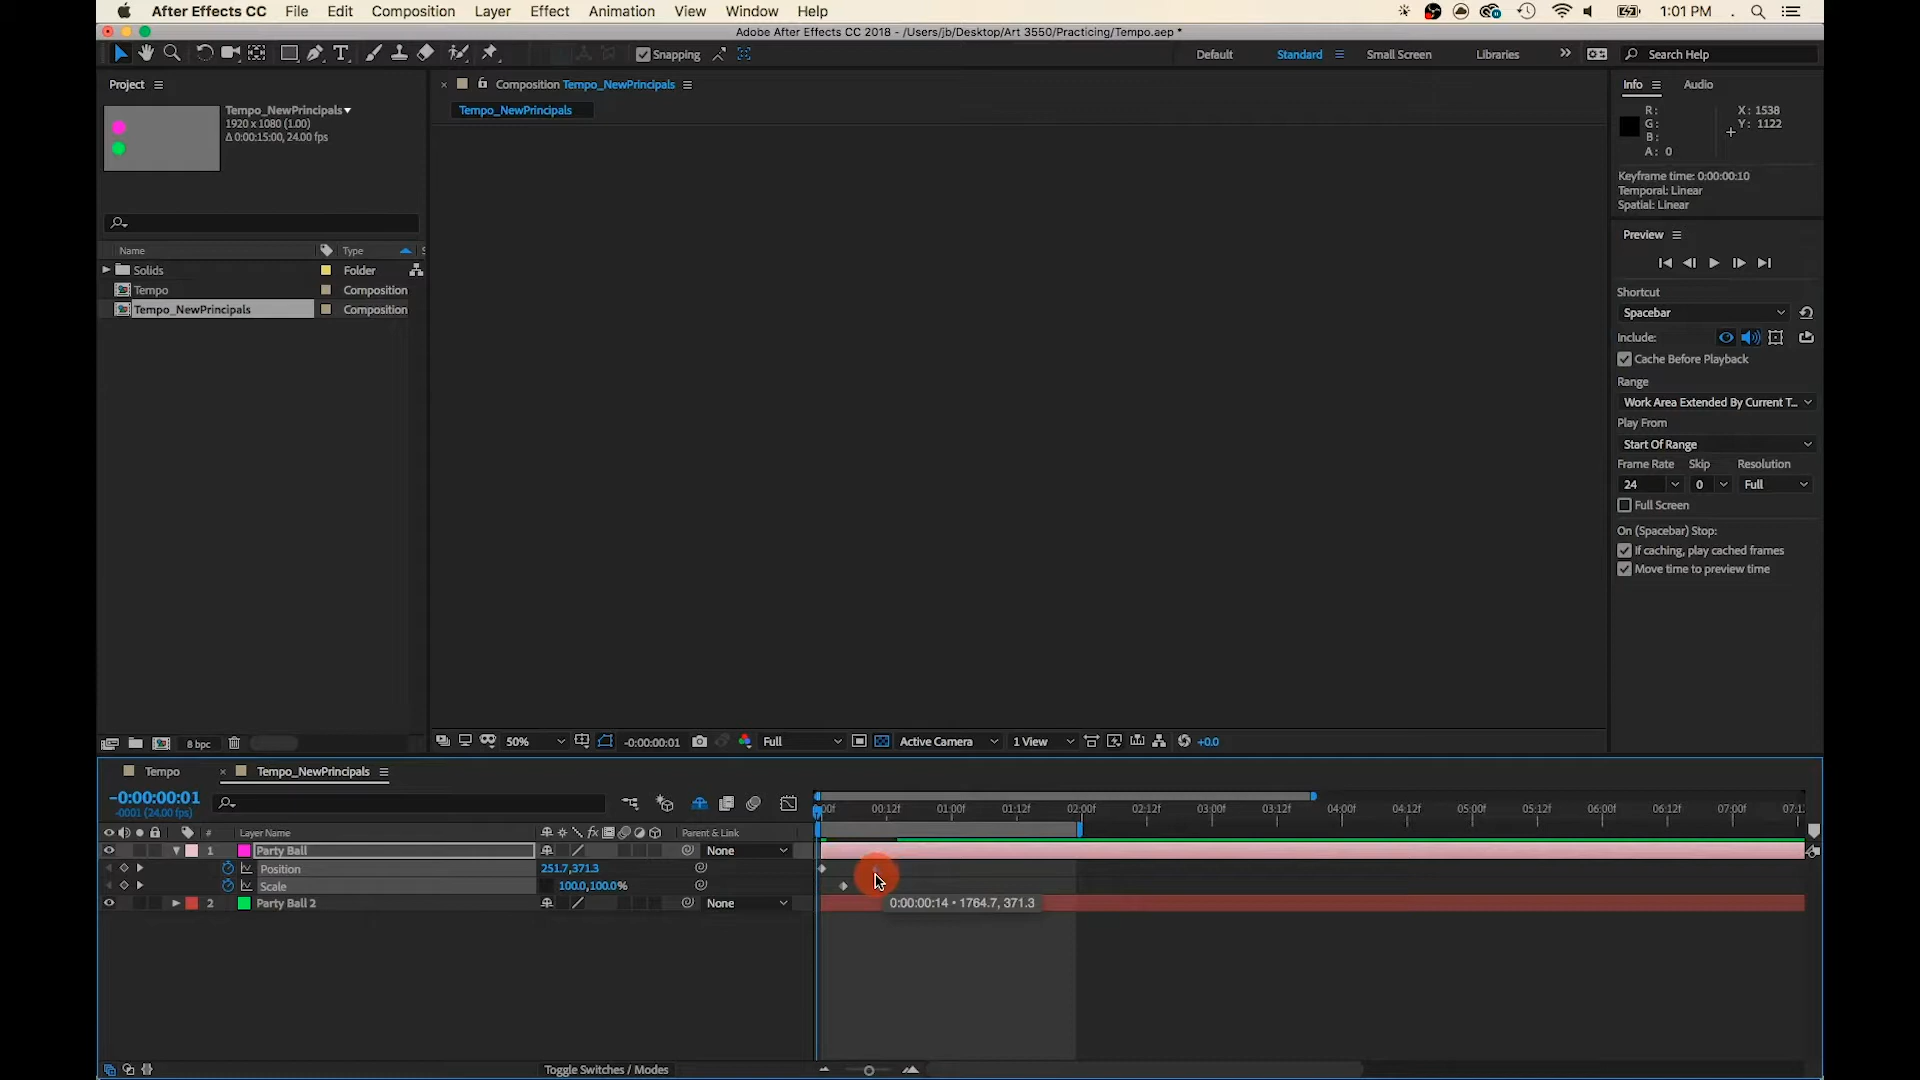 After Effects CC File Edit Composition Layer Effect Animation View Window Help 1:01 PM
Adobe After Effects CC 2018 - /Users/jb/Desktop/Art 3550/Practicing/Tempo.aep *
Snapping Default Standard Small Screen Libraries Search Help
Project
Tempo_NewPrincipals
1920 x 1080 (1.00)
Δ 0:00:15:00, 24.00 fps
Name Type
Solids Folder
Tempo Composition
Tempo_NewPrincipals Composition
8 bpc
Composition Tempo_NewPrincipals
Tempo_NewPrincipals
50% -0:00:00:01 Full Active Camera 1 View +0.0
Info Audio
R: X: 1538
G: Y: 1122
B:
A: 0
Keyframe time: 0:00:00:10
Temporal: Linear
Spatial: Linear
Preview
Shortcut
Spacebar
Include:
Cache Before Playback
Range
Work Area Extended By Current T...
Play From
Start Of Range
Frame Rate Skip Resolution
24 0 Full
Full Screen
On (Spacebar) Stop:
If caching, play cached frames
Move time to preview time
Tempo Tempo_NewPrincipals
-0:00:00:01
-0001 (24.00 fps)
00f 00:12f 01:00f 01:12f 02:00f 02:12f 03:00f 03:12f 04:00f 04:12f 05:00f 05:12f 06:00f 06:12f 07:00f 07:1
# Layer Name fx Parent & Link
1 Party Ball None
Position 251.7,371.3
Scale 100.0,100.0%
2 Party Ball 2 None
0:00:00:14 • 1764.7, 371.3
Toggle Switches / Modes